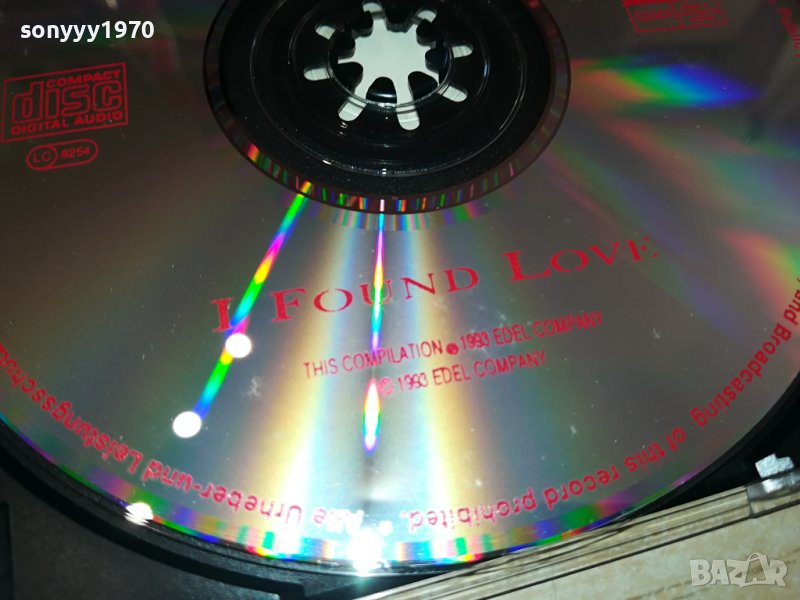 sonyyy1970
COMPACT
disc
DIGITAL AUDIO
LC 6254
I FOUND LOVE
THIS COMPILATION ℗ 1993 EDEL COMPANY
© 1993 EDEL COMPANY
and Broadcasting of this record prohibited. * Alle Urheber-und Leistungsschutz
BAZAR